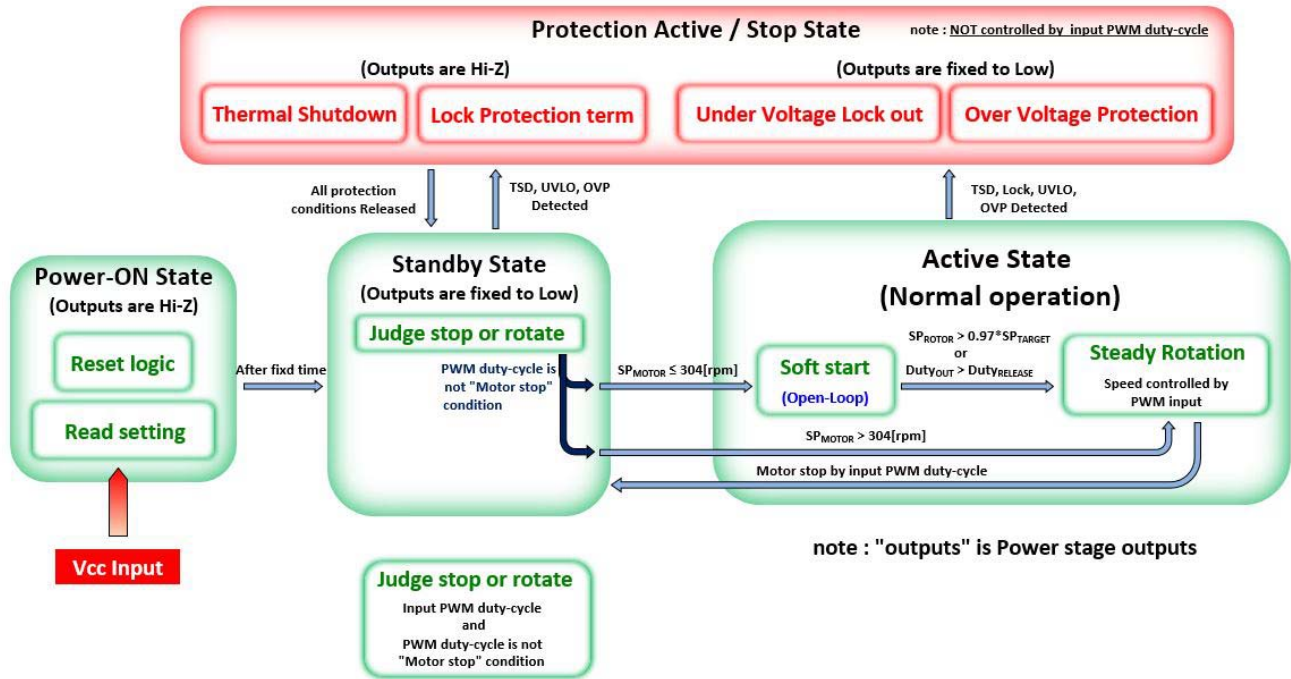 Protection Active / Stop State
note : NOT controlled by input PWM duty-cycle
(Outputs are Hi-Z)
(Outputs are fixed to Low)
Thermal Shutdown
Lock Protection term
Under Voltage Lock out
Over Voltage Protection
All protection
conditions Released
TSD, UVLO, OVP
Detected
TSD, Lock, UVLO,
OVP Detected
Power-ON State
(Outputs are Hi-Z)
Reset logic
Read setting
Vcc Input
After fixd time
Standby State
(Outputs are fixed to Low)
Judge stop or rotate
PWM duty-cycle is
not "Motor stop"
condition
SPMOTOR ≤ 304[rpm]
Active State
(Normal operation)
Soft start
(Open-Loop)
SPROTOR > 0.97*SPTARGET
or
DutyOUT > DutyRELEASE
Steady Rotation
Speed controlled by
PWM input
SPMOTOR > 304[rpm]
Motor stop by input PWM duty-cycle
note : "outputs" is Power stage outputs
Judge stop or rotate
Input PWM duty-cycle
and
PWM duty-cycle is not
"Motor stop" condition